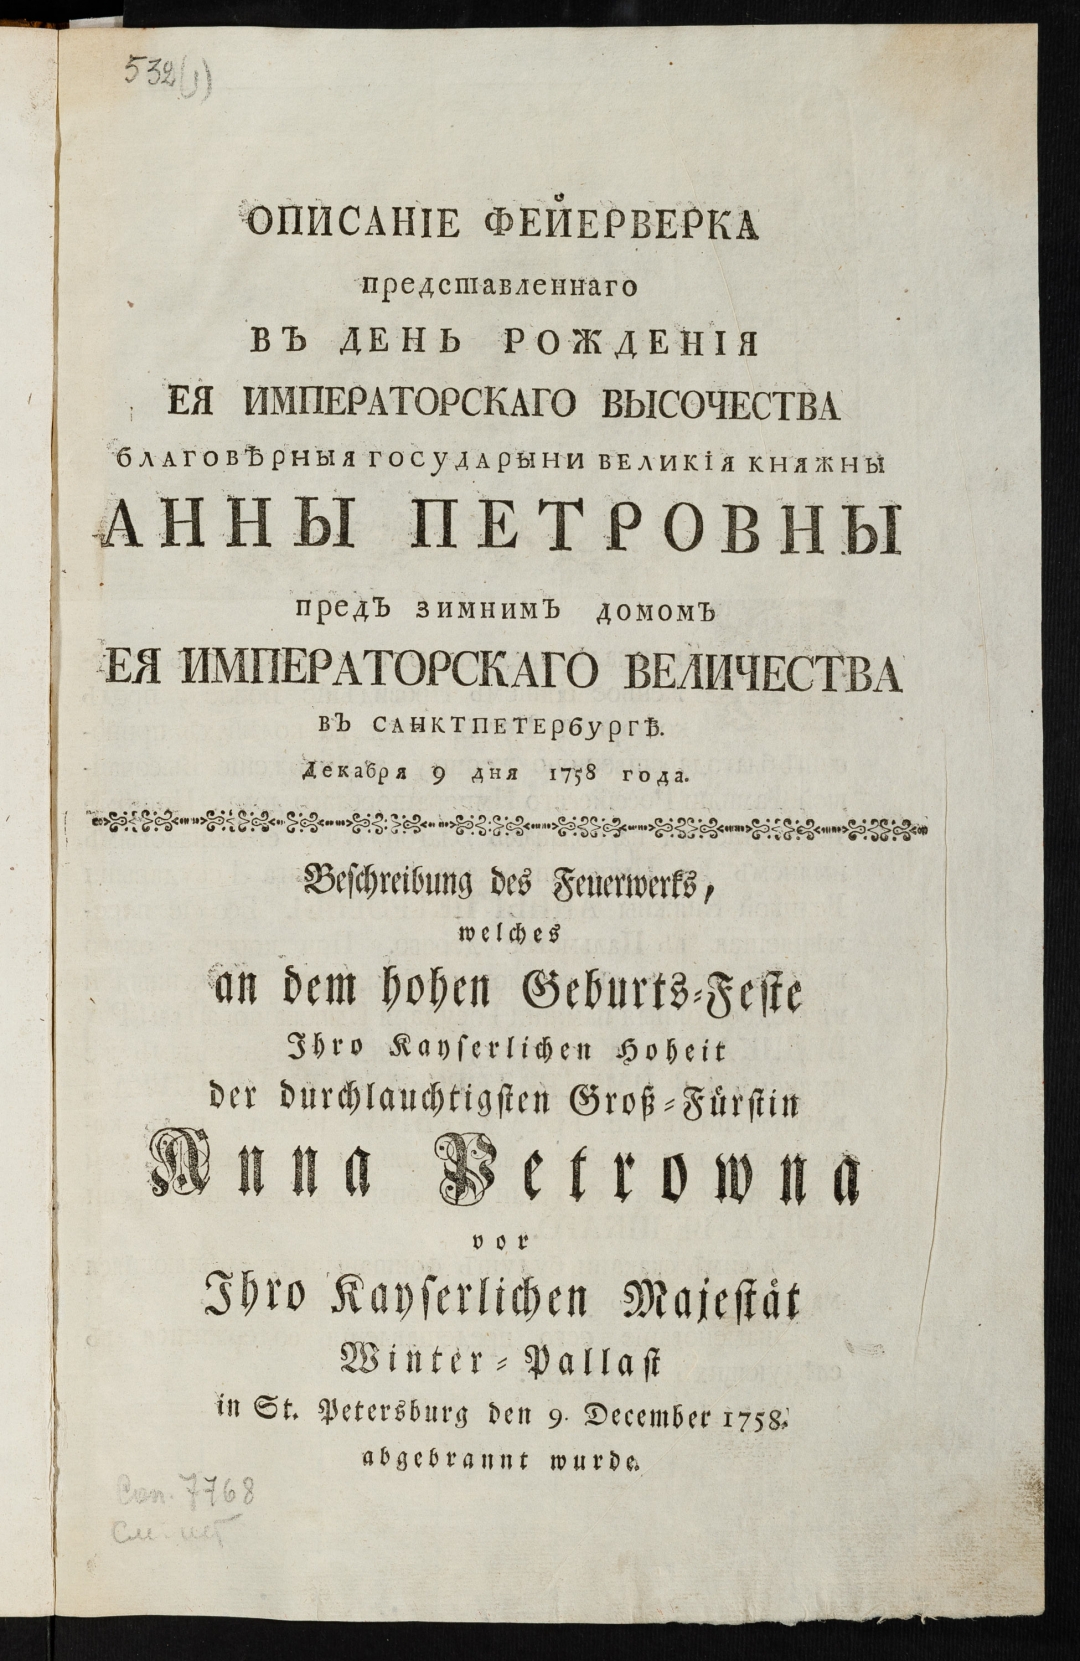 532(1)
ОПИСАНІЕ ФЕЙЕРВЕРКА
представленнаго
ВЪ ДЕНЬ РОЖДЕНІЯ
ЕЯ ИМПЕРАТОРСКАГО ВЫСОЧЕСТВА
благовѣрныя государыни великія княжны
АННЫ ПЕТРОВНЫ
предъ зимнимъ домомъ
ЕЯ ИМПЕРАТОРСКАГО ВЕЛИЧЕСТВА
въ санктпетербургѣ.
Декабря 9 дня 1758 года.
Beſchreibung des Feuerwerks,
welches
an dem hohen Geburts-Feſte
Ihro Kayſerlichen Hoheit
der durchlauchtigſten Groß-Fürſtin
Anna Petrowna
vor
Ihro Kayſerlichen Majeſtät
Winter-Pallaſt
in St. Petersburg den 9. December 1758.
abgebrannt wurde.
Соп. 7768